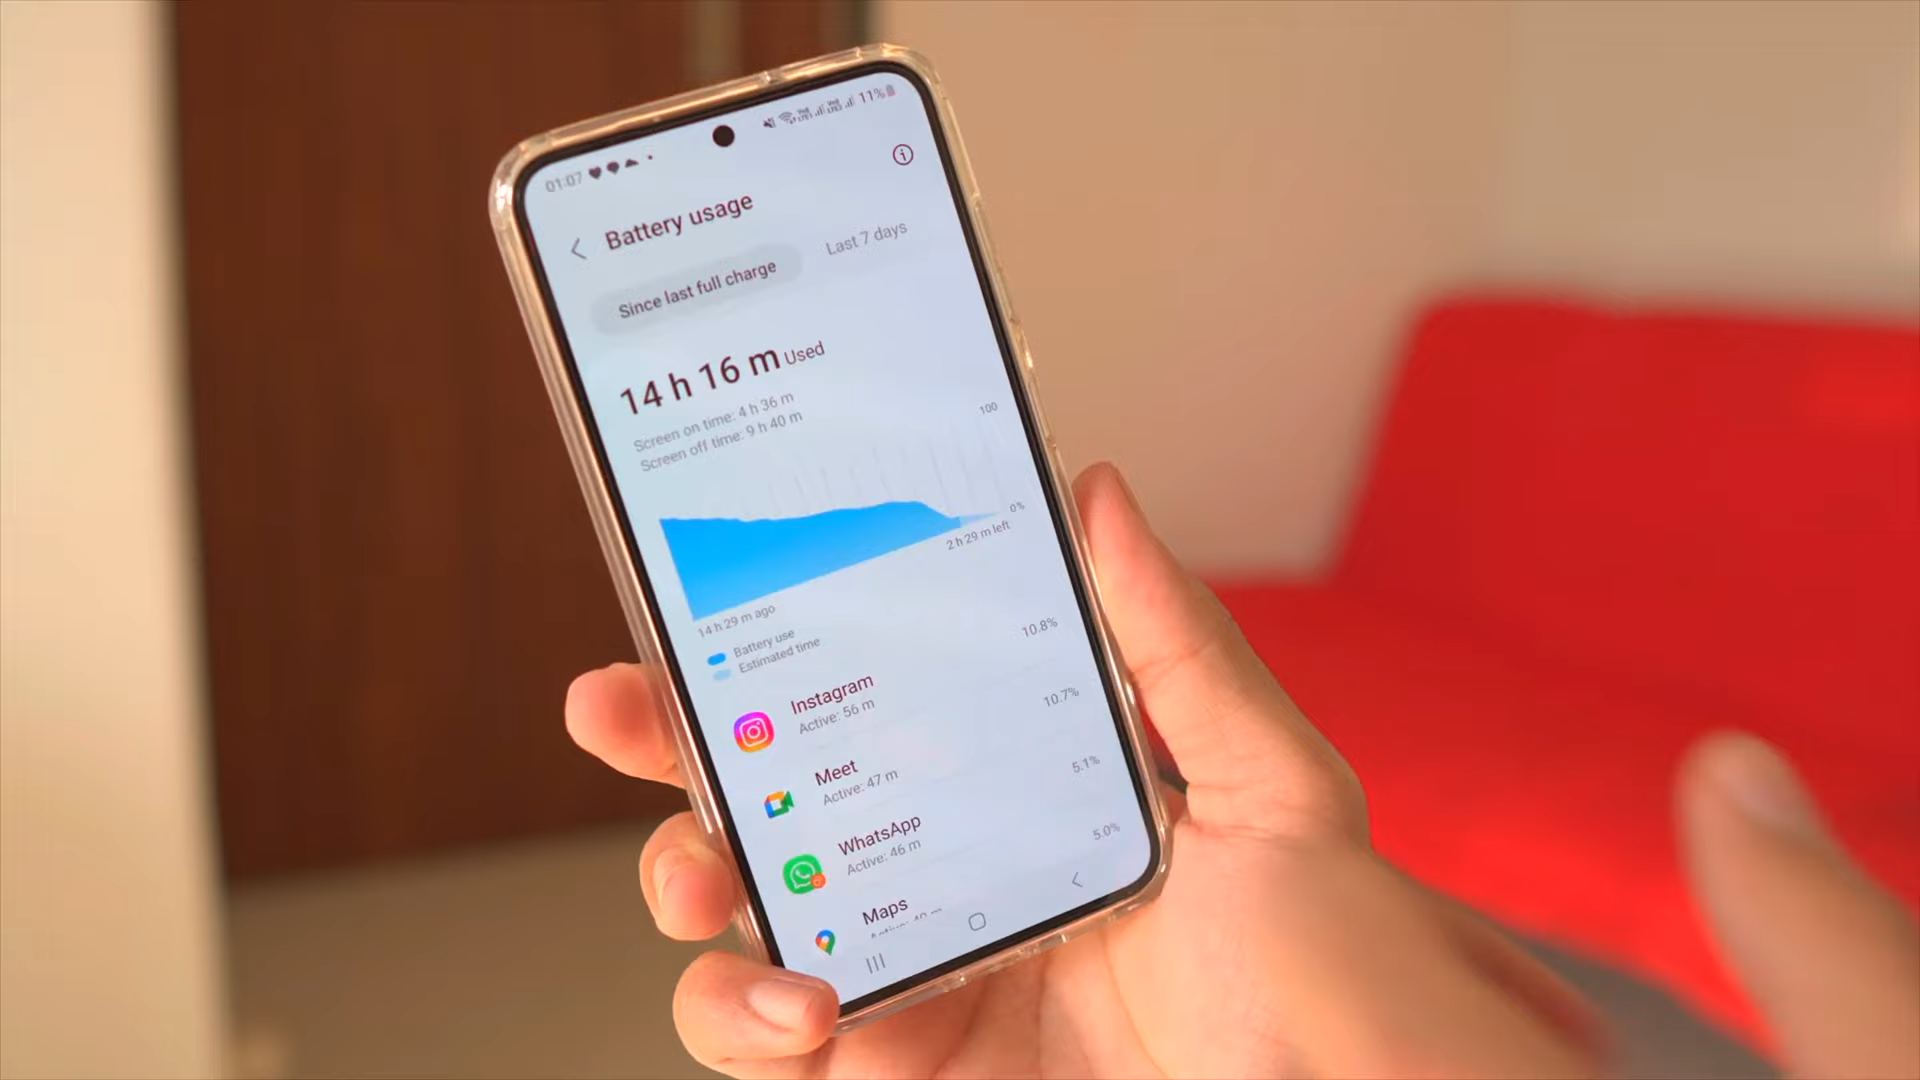 01:07
11%
Battery usage
Since last full charge
Last 7 days
14 h 16 m Used
Screen on time: 4 h 36 m
Screen off time: 9 h 40 m
100
0%
2 h 29 m left
14 h 29 m ago
Battery use
Estimated time
Instagram
10.8%
Active: 56 m
Meet
10.7%
Active: 47 m
WhatsApp
5.1%
Active: 46 m
Maps
5.0%